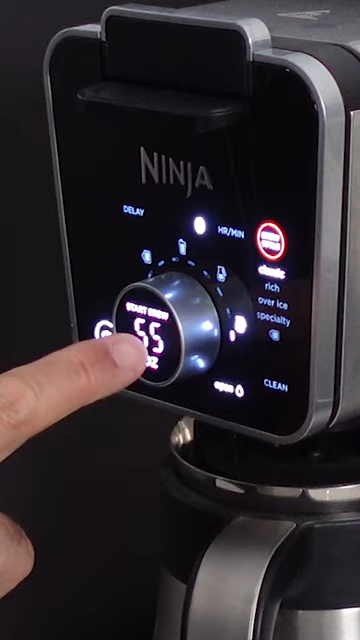 NINJA
DELAY
HR/MIN
classic
rich
over ice
specialty
START BREW
55
OZ
CLEAN